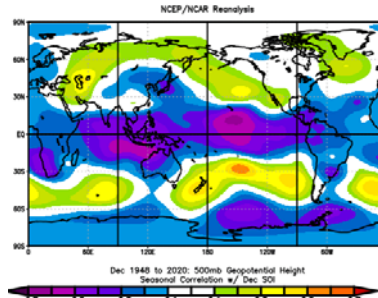 NCEP/NCAR Reanalysis
90N
60N
30N
EQ
30S
60S
90S
0 60E 120E 180 120W 60W
Dec 1948 to 2020: 500mb Geopotential Height
Seasonal Correlation w/ Dec SOI